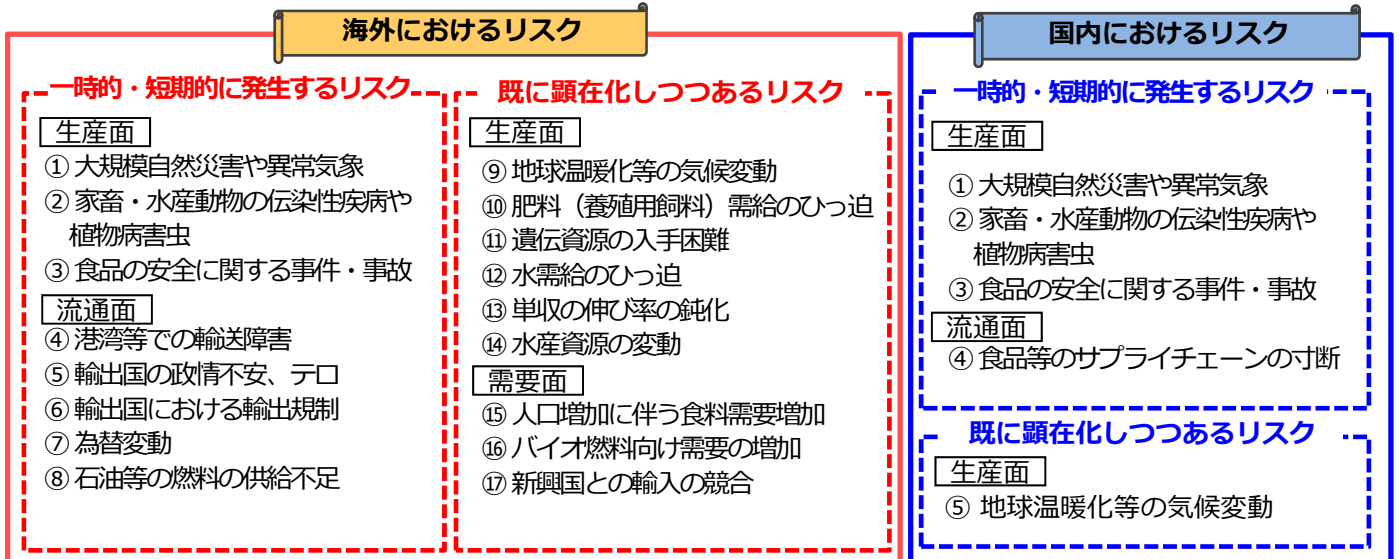 海外におけるリスク
一時的・短期的に発生するリスク
生産面
① 大規模自然災害や異常気象
② 家畜・水産動物の伝染性疾病や
植物病害虫
③ 食品の安全に関する事件・事故
流通面
④ 港湾等での輸送障害
⑤ 輸出国の政情不安、テロ
⑥ 輸出国における輸出規制
⑦ 為替変動
⑧ 石油等の燃料の供給不足
既に顕在化しつつあるリスク
生産面
⑨ 地球温暖化等の気候変動
⑩ 肥料（養殖用飼料）需給のひっ迫
⑪ 遺伝資源の入手困難
⑫ 水需給のひっ迫
⑬ 単収の伸び率の鈍化
⑭ 水産資源の変動
需要面
⑮ 人口増加に伴う食料需要増加
⑯ バイオ燃料向け需要の増加
⑰ 新興国との輸入の競合
国内におけるリスク
一時的・短期的に発生するリスク
生産面
① 大規模自然災害や異常気象
② 家畜・水産動物の伝染性疾病や
植物病害虫
③ 食品の安全に関する事件・事故
流通面
④ 食品等のサプライチェーンの寸断
既に顕在化しつつあるリスク
生産面
⑤ 地球温暖化等の気候変動